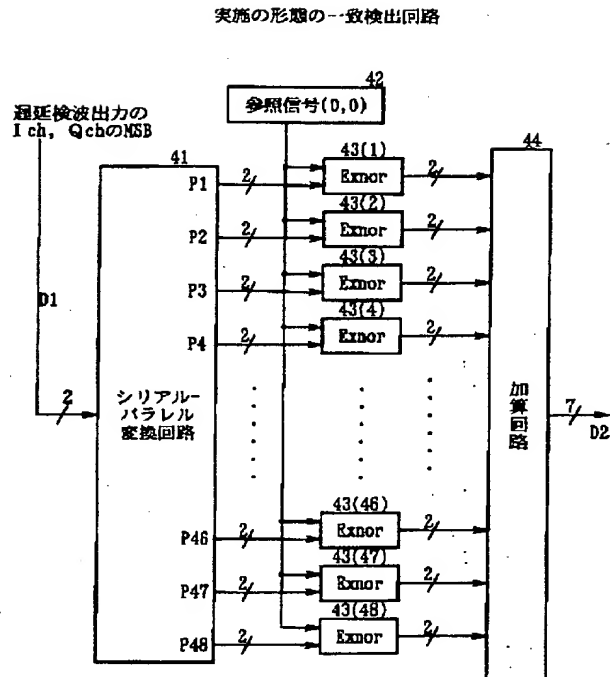 実施の形態の一致検出回路
42
参照信号(0,0)
遅延検波出力の
Ich, QchのMSB
41
44
43(1)
P1 2 Exnor 2
43(2)
P2 2 Exnor 2
43(3)
P3 2 Exnor 2
43(4)
P4 2 Exnor 2
D1
2
シリアル-
パラレル
変換回路
加算回路
7
D2
43(46)
P46 2 Exnor 2
43(47)
P47 2 Exnor 2
43(48)
P48 2 Exnor 2